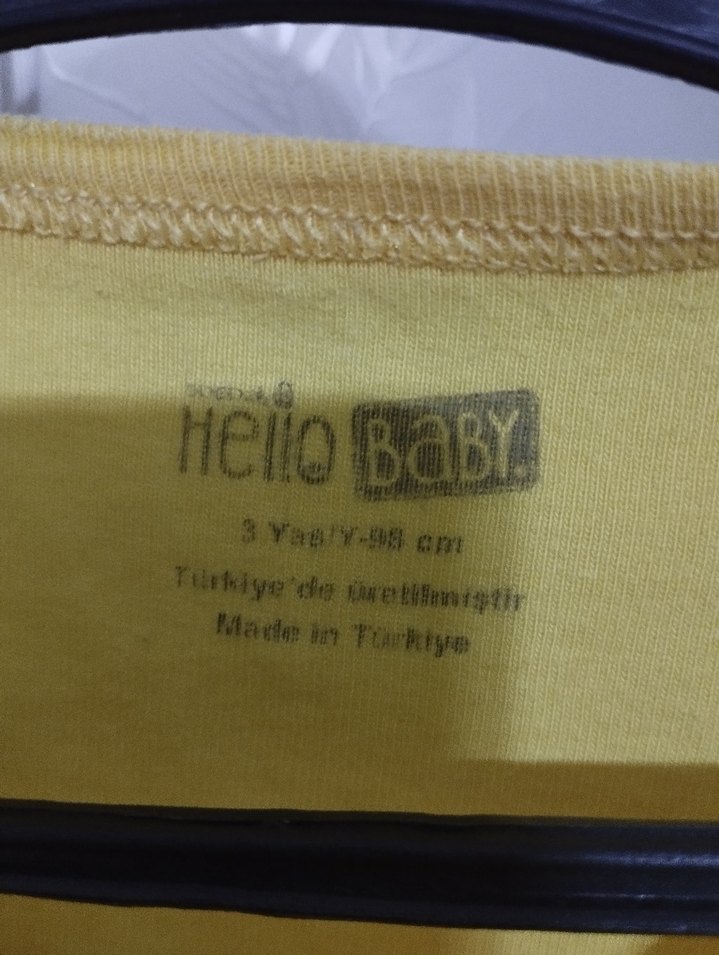 Hello BaBY
3 Yaş/Y-98 cm
Türkiye'de üretilmiştir
Made in Türkiye